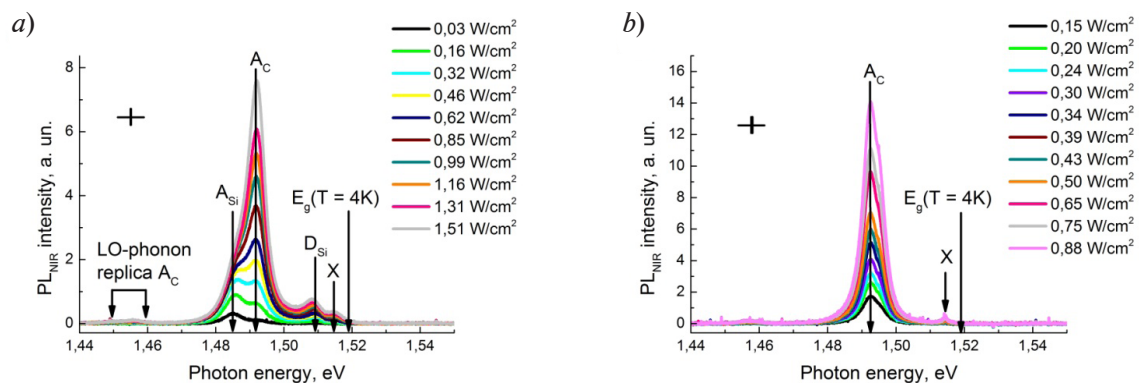 a)
0,03 W/cm²
0,16 W/cm²
0,32 W/cm²
0,46 W/cm²
0,62 W/cm²
0,85 W/cm²
0,99 W/cm²
1,16 W/cm²
1,31 W/cm²
1,51 W/cm²
A_C
A_Si
E_g(T = 4K)
D_Si
X
LO-phonon
replica A_C
PL_NIR intensity, a. un.
8
6
4
2
0
1,44 1,46 1,48 1,50 1,52 1,54
Photon energy, eV
b)
0,15 W/cm²
0,20 W/cm²
0,24 W/cm²
0,30 W/cm²
0,34 W/cm²
0,39 W/cm²
0,43 W/cm²
0,50 W/cm²
0,65 W/cm²
0,75 W/cm²
0,88 W/cm²
A_C
E_g(T = 4K)
X
PL_NIR intensity, a. un.
16
14
12
10
8
6
4
2
0
1,44 1,46 1,48 1,50 1,52 1,54
Photon energy, eV